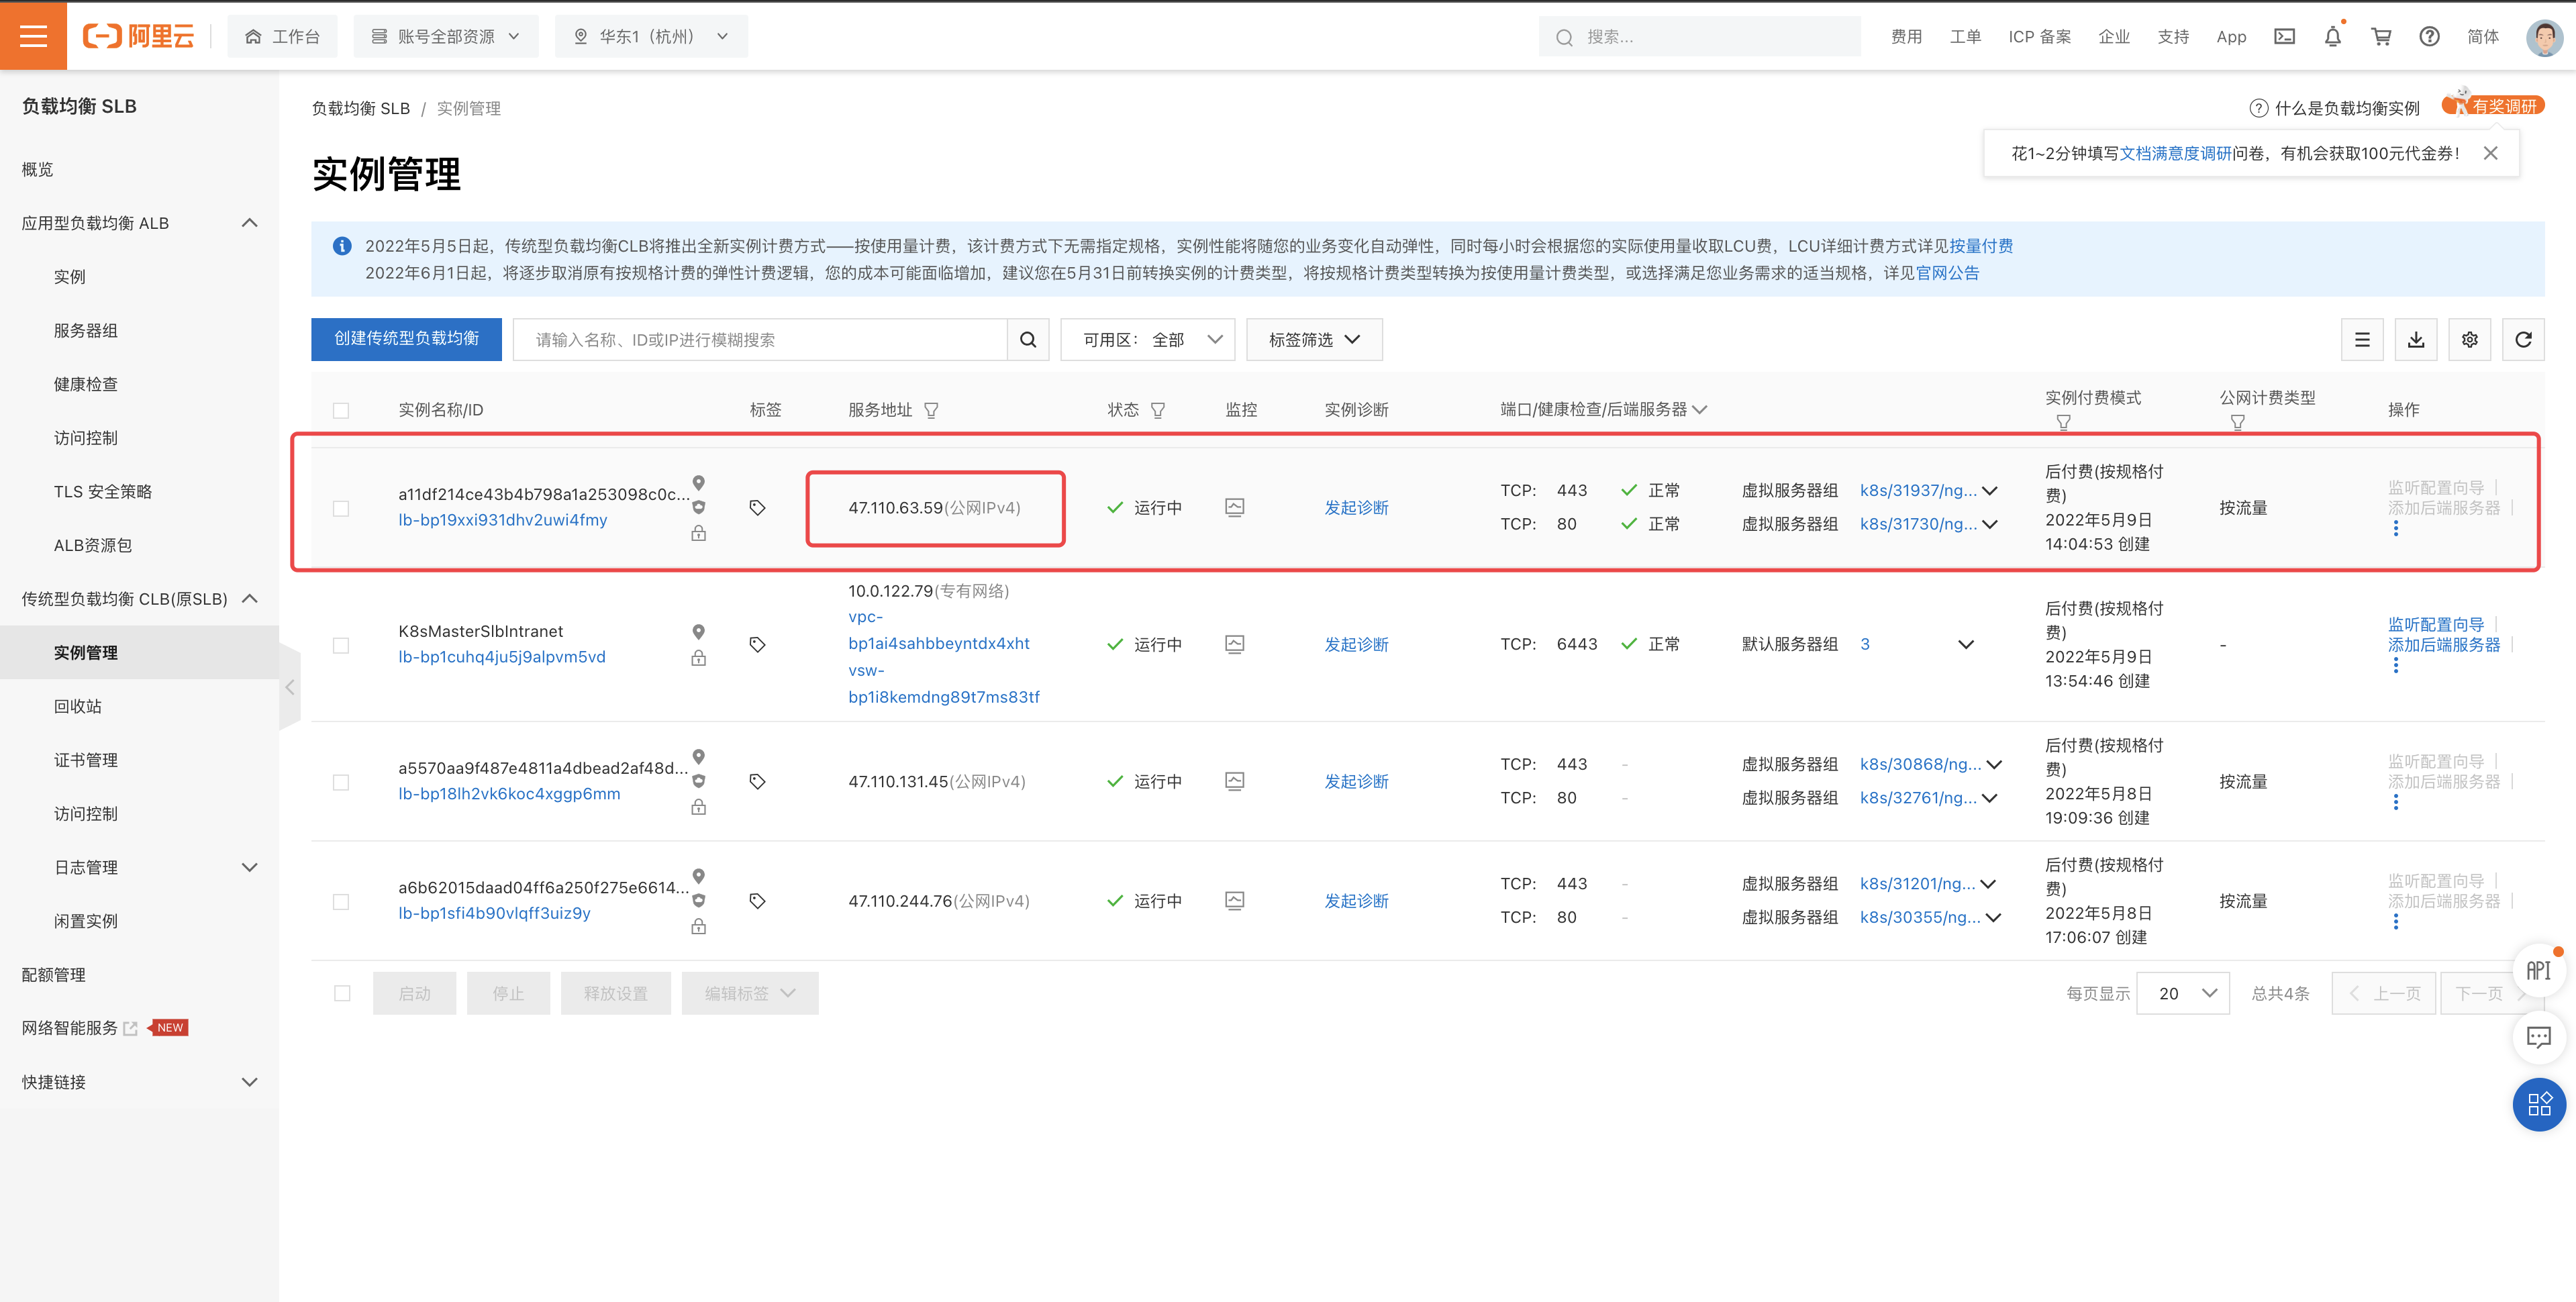 阿里云
工作台
账号全部资源
华东1（杭州）
搜索...
费用
工单
ICP 备案
企业
支持
App
简体
负载均衡 SLB
概览
应用型负载均衡 ALB
实例
服务器组
健康检查
访问控制
TLS 安全策略
ALB资源包
传统型负载均衡 CLB(原SLB)
实例管理
回收站
证书管理
访问控制
日志管理
闲置实例
配额管理
网络智能服务 NEW
快捷链接
负载均衡 SLB / 实例管理
什么是负载均衡实例
有奖调研
花1~2分钟填写文档满意度调研问卷，有机会获取100元代金券！
实例管理
2022年5月5日起，传统型负载均衡CLB将推出全新实例计费方式——按使用量计费，该计费方式下无需指定规格，实例性能将随您的业务变化自动弹性，同时每小时会根据您的实际使用量收取LCU费，LCU详细计费方式详见按量付费
2022年6月1日起，将逐步取消原有按规格计费的弹性计费逻辑，您的成本可能面临增加，建议您在5月31日前转换实例的计费类型，将按规格计费类型转换为按使用量计费类型，或选择满足您业务需求的适当规格，详见官网公告
创建传统型负载均衡
请输入名称、ID或IP进行模糊搜索
可用区： 全部
标签筛选
实例名称/ID
标签
服务地址
状态
监控
实例诊断
端口/健康检查/后端服务器
实例付费模式
公网计费类型
操作
a11df214ce43b4b798a1a253098c0c...
lb-bp19xxi931dhv2uwi4fmy
47.110.63.59(公网IPv4)
运行中
发起诊断
TCP: 443 正常 虚拟服务器组 k8s/31937/ng...
TCP: 80 正常 虚拟服务器组 k8s/31730/ng...
后付费(按规格付
费)
2022年5月9日
14:04:53 创建
按流量
监听配置向导
添加后端服务器
K8sMasterSlbIntranet
lb-bp1cuhq4ju5j9alpvm5vd
10.0.122.79(专有网络)
vpc-
bp1ai4sahbbeyntdx4xht
vsw-
bp1i8kemdng89t7ms83tf
运行中
发起诊断
TCP: 6443 正常 默认服务器组 3
后付费(按规格付
费)
2022年5月9日
13:54:46 创建
-
监听配置向导
添加后端服务器
a5570aa9f487e4811a4dbead2af48d...
lb-bp18lh2vk6koc4xggp6mm
47.110.131.45(公网IPv4)
运行中
发起诊断
TCP: 443 - 虚拟服务器组 k8s/30868/ng...
TCP: 80 - 虚拟服务器组 k8s/32761/ng...
后付费(按规格付
费)
2022年5月8日
19:09:36 创建
按流量
监听配置向导
添加后端服务器
a6b62015daad04ff6a250f275e6614...
lb-bp1sfi4b90vlqff3uiz9y
47.110.244.76(公网IPv4)
运行中
发起诊断
TCP: 443 - 虚拟服务器组 k8s/31201/ng...
TCP: 80 - 虚拟服务器组 k8s/30355/ng...
后付费(按规格付
费)
2022年5月8日
17:06:07 创建
按流量
监听配置向导
添加后端服务器
启动
停止
释放设置
编辑标签
每页显示 20
总共4条
上一页
下一页
API